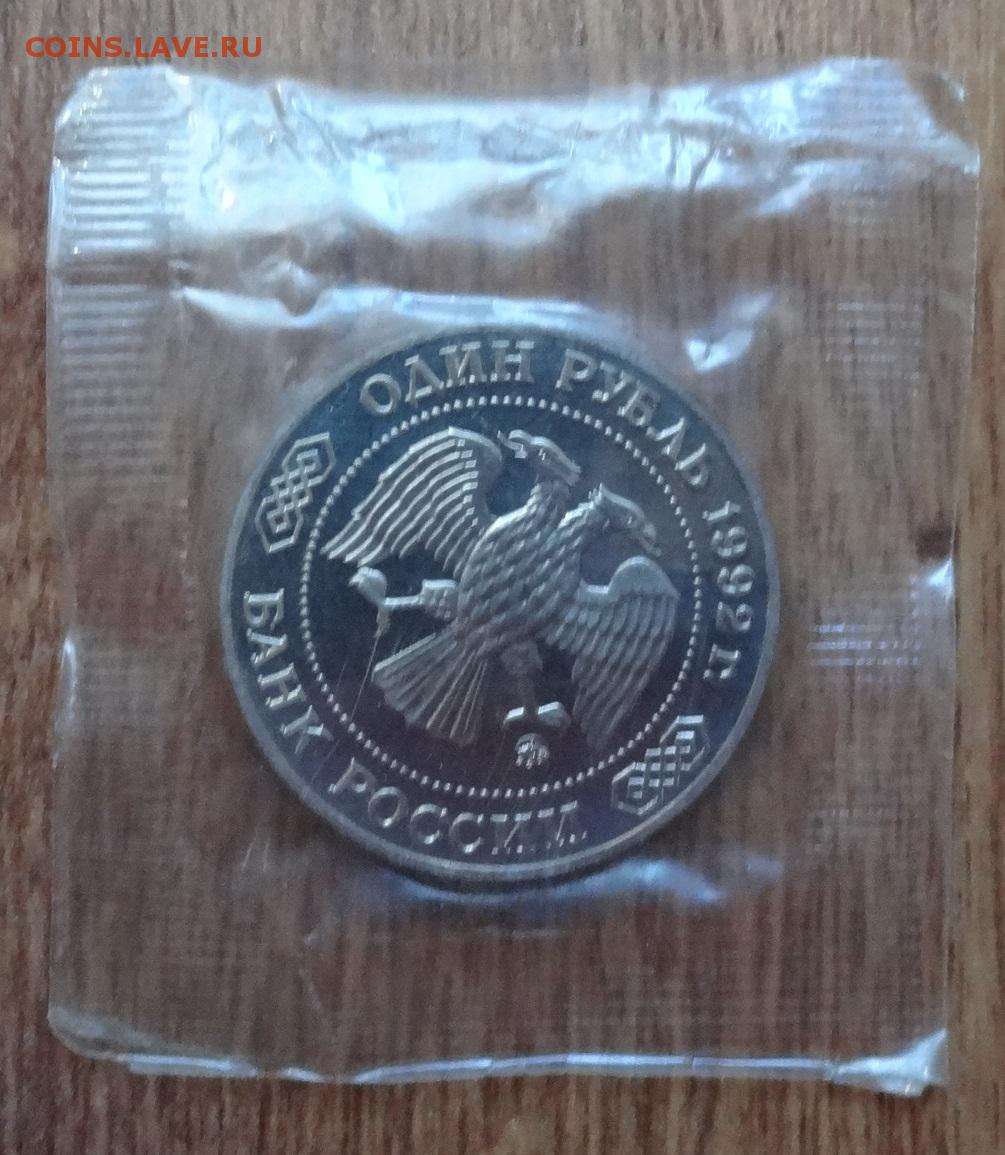 COINS.LAVE.RU
ОДИН РУБЛЬ 1992 г.
БАНК РОССИИ